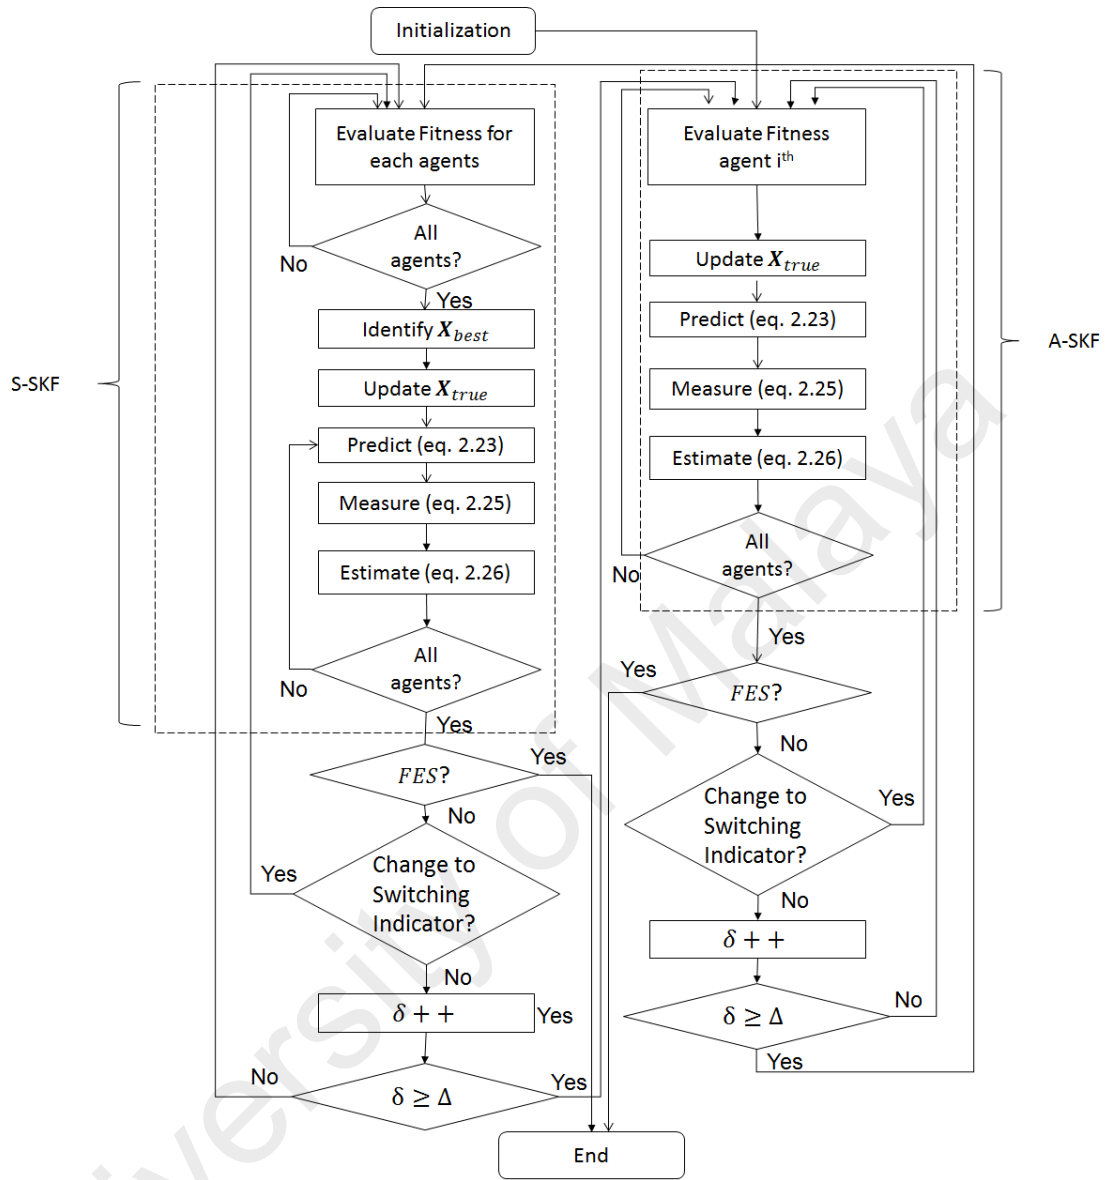 Initialization
S-SKF
Evaluate Fitness for
each agents
All
agents?
No
Yes
Identify X_best
Update X_true
Predict (eq. 2.23)
Measure (eq. 2.25)
Estimate (eq. 2.26)
All
agents?
No
Yes
FES?
Yes
No
Change to
Switching
Indicator?
Yes
No
δ + +
Yes
δ ≥ Δ
No
Yes
A-SKF
Evaluate Fitness
agent iᵗʰ
Update X_true
Predict (eq. 2.23)
Measure (eq. 2.25)
Estimate (eq. 2.26)
All
agents?
No
Yes
FES?
Yes
No
Change to
Switching
Indicator?
Yes
No
δ + +
δ ≥ Δ
No
Yes
End
iversity of Malaya